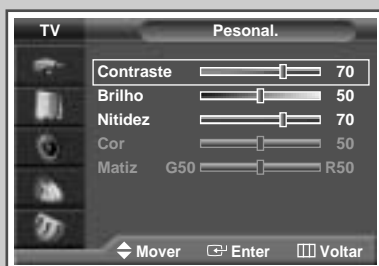 TV Pesonal.
Contraste 70
Brilho 50
Nitidez 70
Cor 50
Matiz G50 R50
Mover Enter Voltar